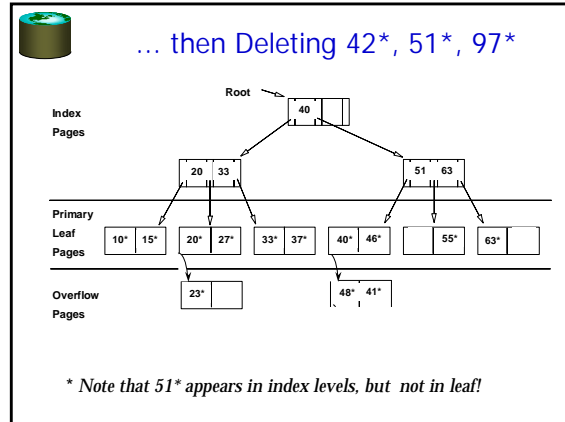 ... then Deleting 42*, 51*, 97*
Root
Index
Pages
40
20 33
51 63
Primary
Leaf
Pages
10* 15* 20* 27* 33* 37* 40* 46* 55* 63*
Overflow
Pages
23* 48* 41*
* Note that 51* appears in index levels, but not in leaf!